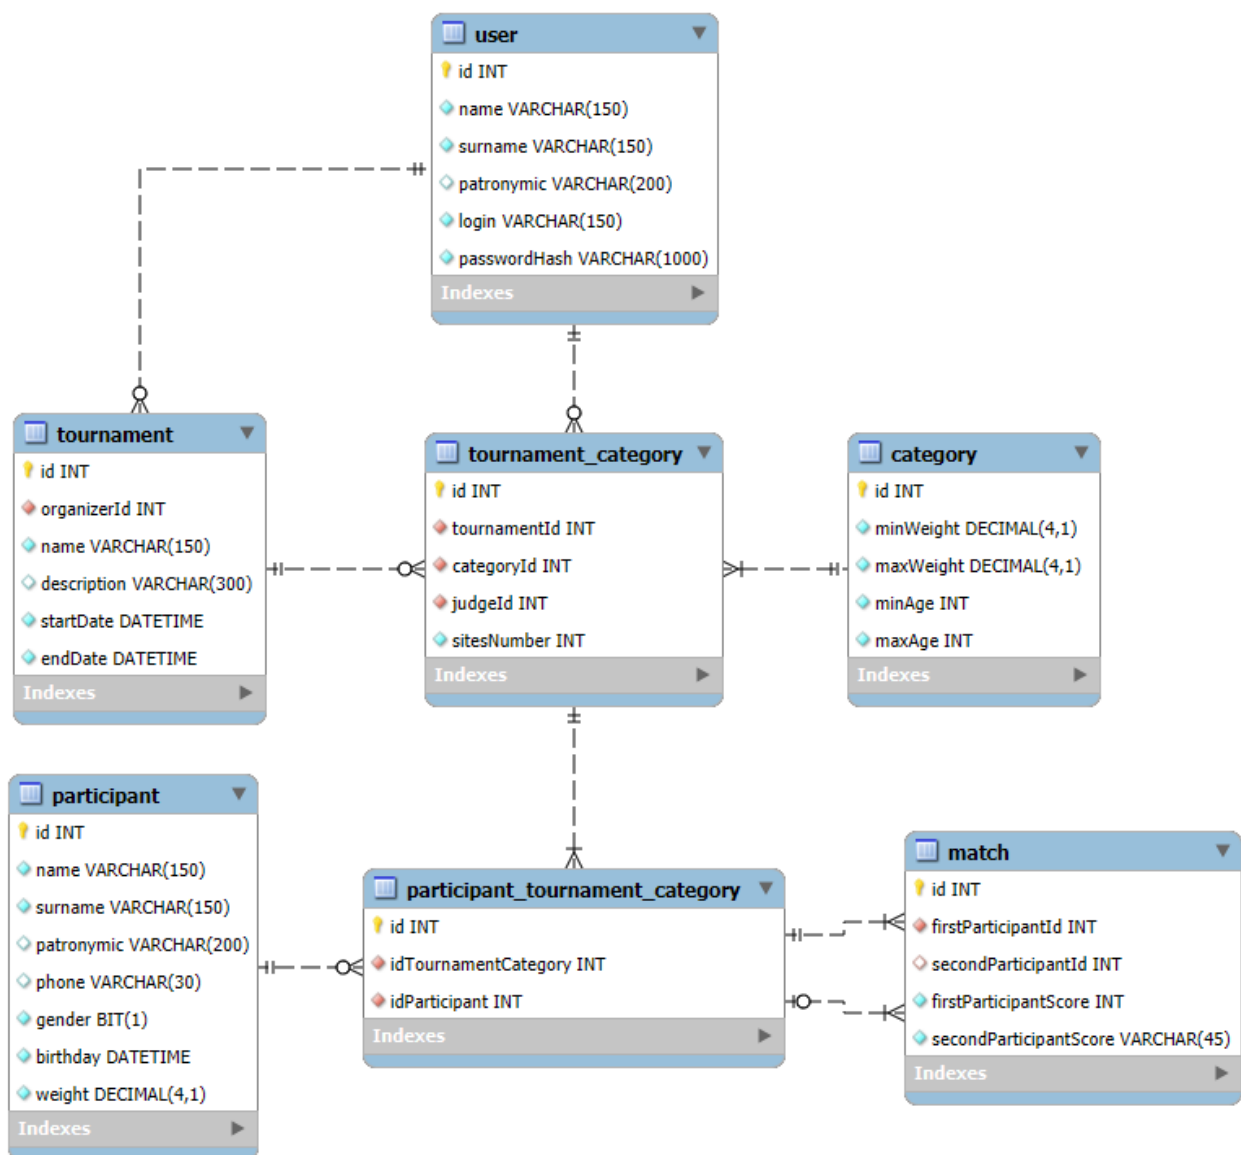 user
id INT
name VARCHAR(150)
surname VARCHAR(150)
patronymic VARCHAR(200)
login VARCHAR(150)
passwordHash VARCHAR(1000)
Indexes
tournament
id INT
organizerId INT
name VARCHAR(150)
description VARCHAR(300)
startDate DATETIME
endDate DATETIME
Indexes
tournament_category
id INT
tournamentId INT
categoryId INT
judgeId INT
sitesNumber INT
Indexes
category
id INT
minWeight DECIMAL(4,1)
maxWeight DECIMAL(4,1)
minAge INT
maxAge INT
Indexes
participant
id INT
name VARCHAR(150)
surname VARCHAR(150)
patronymic VARCHAR(200)
phone VARCHAR(30)
gender BIT(1)
birthday DATETIME
weight DECIMAL(4,1)
Indexes
participant_tournament_category
id INT
idTournamentCategory INT
idParticipant INT
Indexes
match
id INT
firstParticipantId INT
secondParticipantId INT
firstParticipantScore INT
secondParticipantScore VARCHAR(45)
Indexes